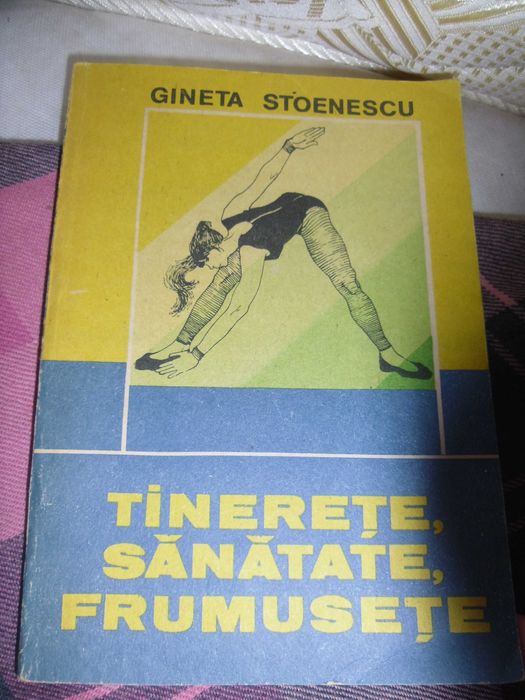 GINETA STOENESCU
TINEREȚE,
SĂNĂTATE,
FRUMUSEȚE